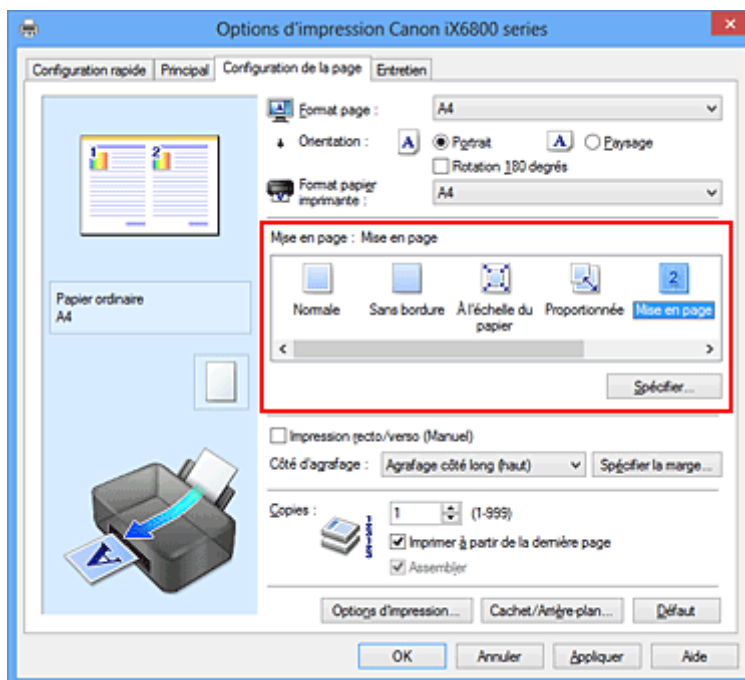 Options d'impression Canon iX6800 series
Configuration rapide Principal Configuration de la page Entretien
Format page : A4
Orientation : A Portrait A Paysage
Rotation 180 degrés
Format papier
imprimante : A4
1 2
Mise en page : Mise en page
2
Normale Sans bordure À l'échelle du Proportionnée Mise en page
papier
Papier ordinaire
A4
Spécifier...
Impression recto/verso (Manuel)
Côté d'agrafage : Agrafage côté long (haut) Spécifier la marge...
Copies : 1 (1-999)
Imprimer à partir de la dernière page
Assembler
A
Options d'impression... Cachet/Arrière-plan... Défaut
OK Annuler Appliquer Aide